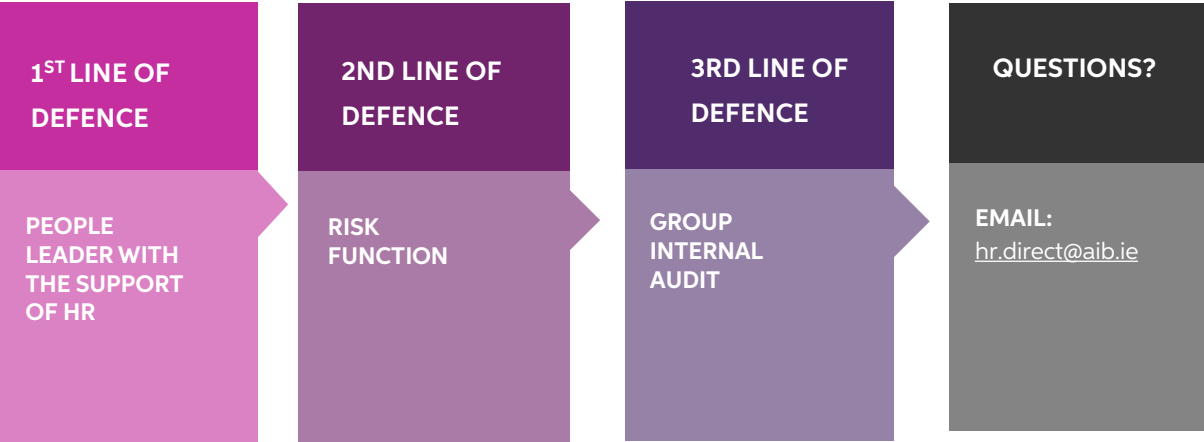 1ST LINE OF
DEFENCE
PEOPLE
LEADER WITH
THE SUPPORT
OF HR
2ND LINE OF
DEFENCE
RISK
FUNCTION
3RD LINE OF
DEFENCE
GROUP
INTERNAL
AUDIT
QUESTIONS?
EMAIL:
hr.direct@aib.ie